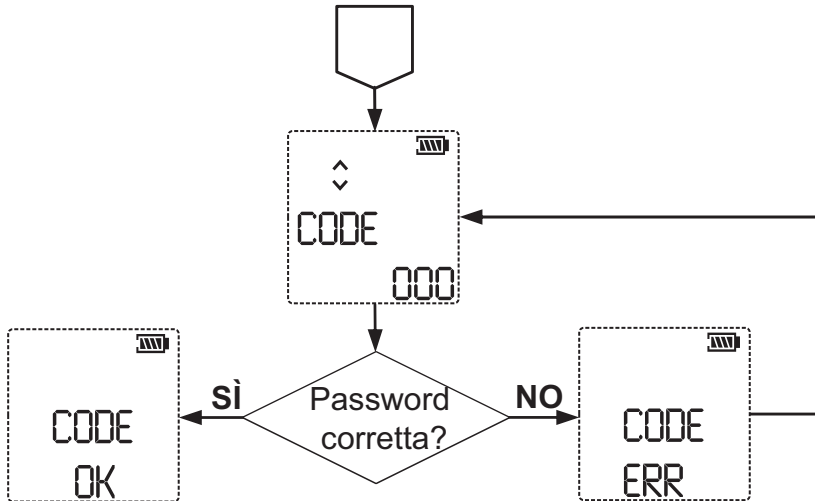 CODE
000
SÌ
Password
corretta?
NO
CODE
OK
CODE
ERR